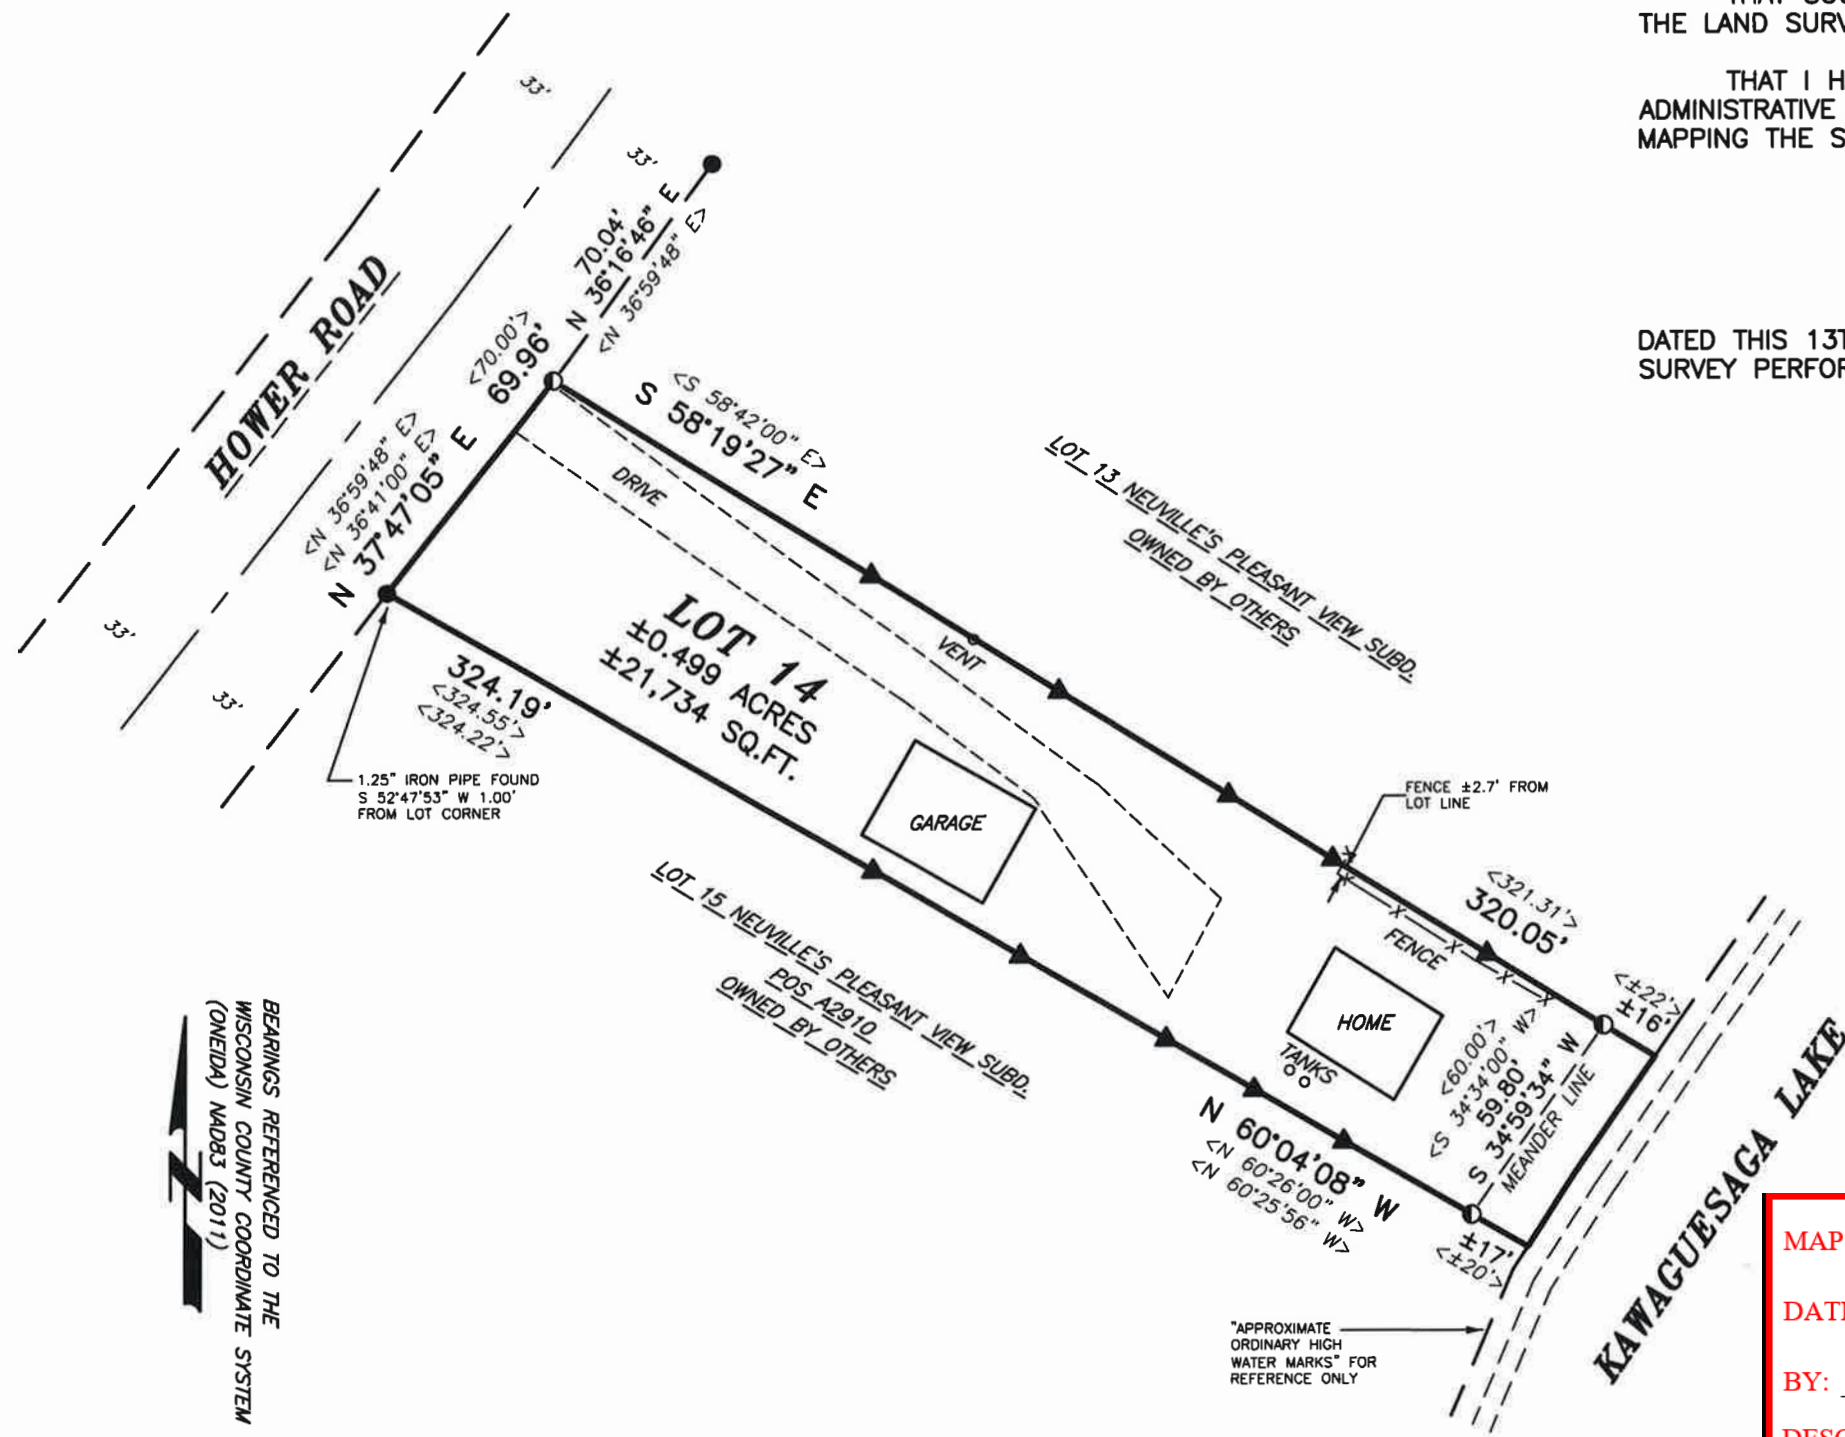 THAT SUC
THE LAND SURV
THAT I H
ADMINISTRATIVE
MAPPING THE S
DATED THIS 13T
SURVEY PERFOR
33'
33'
33'
33'
HOWER ROAD
70.04'
N 36°16'46" E
<N 36°59'48" E>
<70.00'>
69.96'
<N 36°59'48" E>
<N 36°41'00" E>
N 37°47'05" E
<S 58°42'00" E>
S 58°19'27" E
LOT 13 NEUVILLE'S PLEASANT VIEW SUBD.
OWNED BY OTHERS
DRIVE
VENT
LOT 14
±0.499 ACRES
±21,734 SQ.FT.
324.19'
<324.55'>
<324.22'>
1.25" IRON PIPE FOUND
S 52°47'53" W 1.00'
FROM LOT CORNER
GARAGE
FENCE ±2.7' FROM
LOT LINE
<321.31'>
320.05'
FENCE
HOME
TANKS
<±22'>
±16'
<60.00'>
<S 34°34'00" W>
59.80'
S 34°59'34" W
MEANDER LINE
LOT 15 NEUVILLE'S PLEASANT VIEW SUBD.
POS A2910
OWNED BY OTHERS
N 60°04'08" W
<N 60°26'00" W>
<N 60°25'56" W>
±17'
<±20'>
KAWAGUESAGA LAKE
"APPROXIMATE
ORDINARY HIGH
WATER MARKS" FOR
REFERENCE ONLY
BEARINGS REFERENCED TO THE
WISCONSIN COUNTY COORDINATE SYSTEM
(ONEIDA) NAD83 (2011)
N
MAP
DATE
BY:
DESC